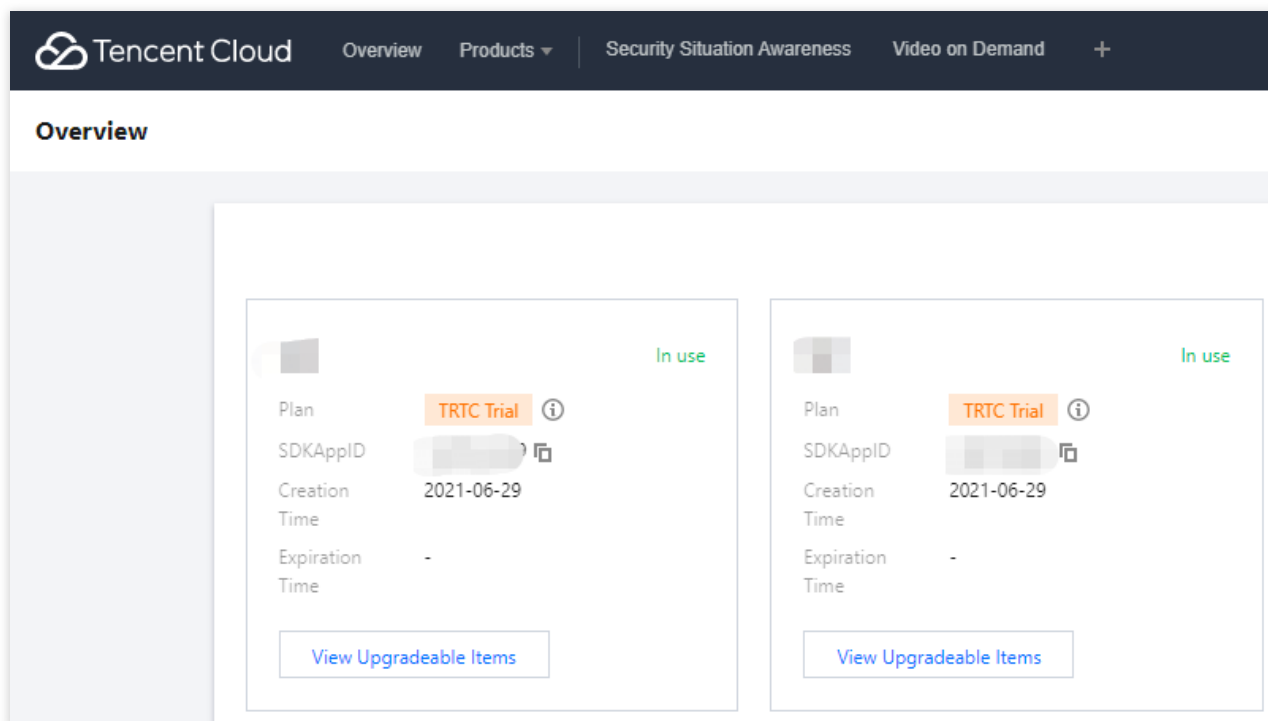 Tencent Cloud Overview Products Security Situation Awareness Video on Demand +
Overview
In use
Plan TRTC Trial
SDKAppID
Creation Time 2021-06-29
Expiration Time -
View Upgradeable Items
In use
Plan TRTC Trial
SDKAppID
Creation Time 2021-06-29
Expiration Time -
View Upgradeable Items